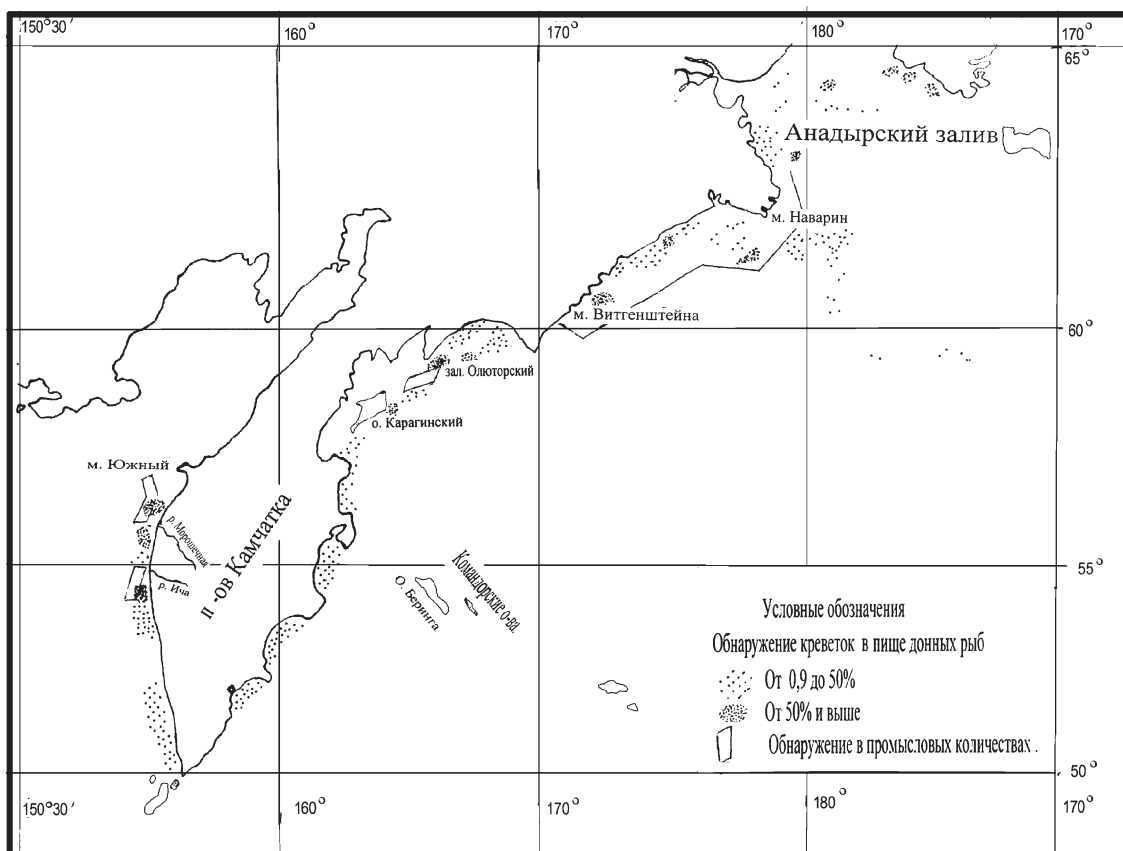 150°30′ 160° 170° 180° 170°
65°
Анадырский залив
м. Наварин
м. Витгенштейна
60°
зал. Олюторский
о. Карагинский
м. Южный
р. Морошечная
п -ов Камчатка
55°
р. Ича
о. Беринга
Командорские о-ва.
Условные обозначения
Обнаружение креветок в пище донных рыб
От 0,9 до 50%
От 50% и выше
Обнаружение в промысловых количествах .
50°
150°30′ 160° 170° 180° 170°